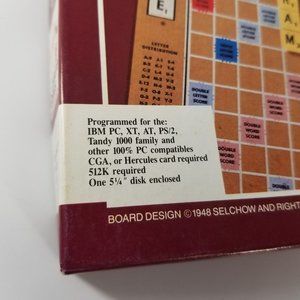 E
LETTER
DISTRIBUTION
DOUBLE
LETTER
SCORE
DOUBLE
WORD
SCORE
DOUBLE
WORD
SCORE
Programmed for the:
IBM PC, XT, AT, PS/2,
Tandy 1000 family and
other 100% PC compatibles
CGA, or Hercules card required
512K required
One 5¼" disk enclosed
BOARD DESIGN ©1948 SELCHOW AND RIGHT